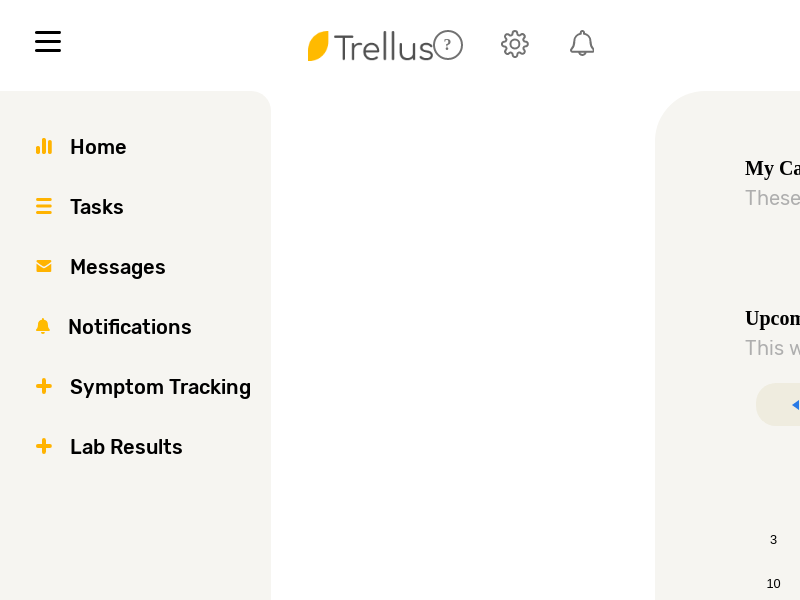 Trellus
?
Home
Tasks
Messages
Notifications
Symptom Tracking
Lab Results
My Ca
These
Upcom
This w
3
10